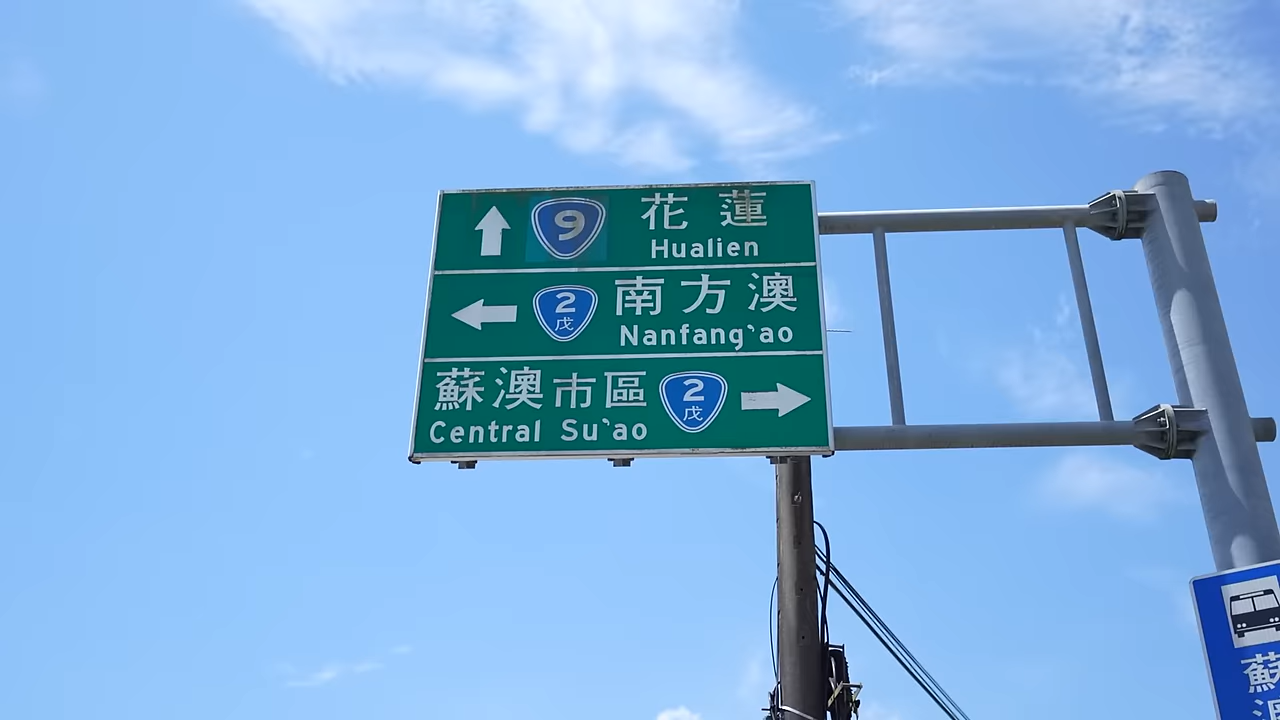 9 花蓮
Hualien
2戊 南方澳
Nanfang'ao
蘇澳市區 2戊
Central Su'ao
蘇